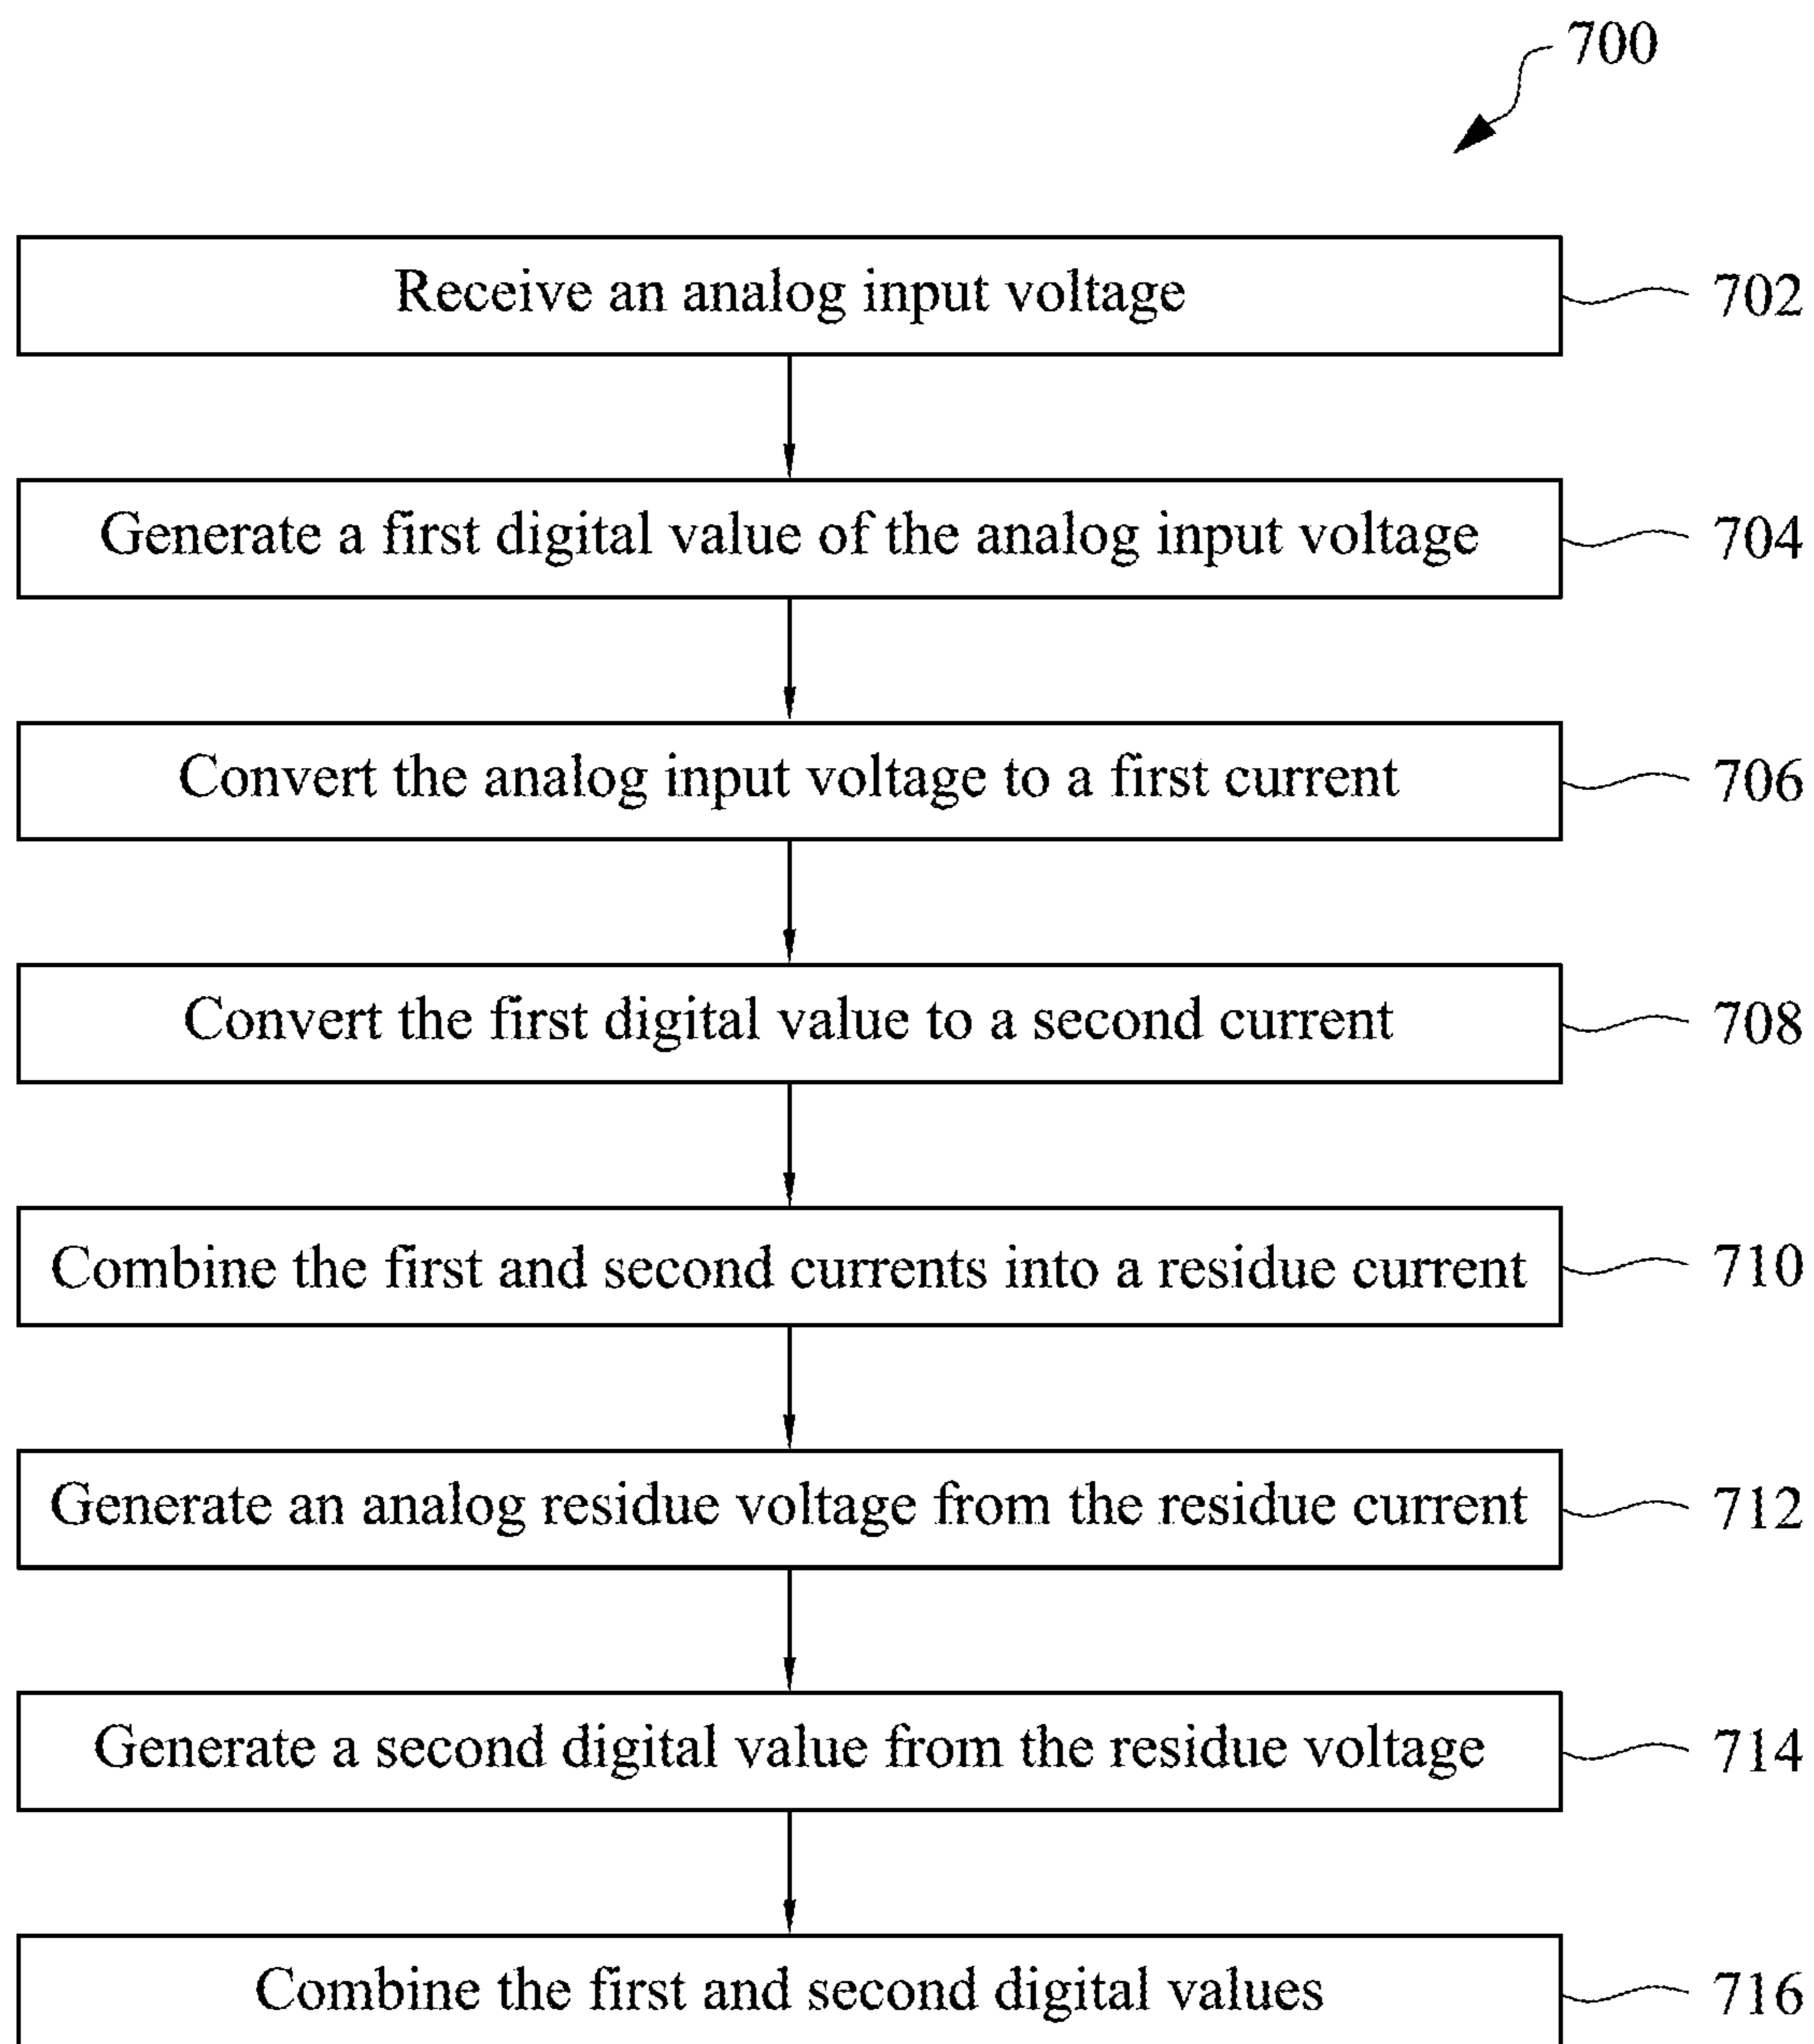 700
Receive an analog input voltage
702
Generate a first digital value of the analog input voltage
704
Convert the analog input voltage to a first current
706
Convert the first digital value to a second current
708
Combine the first and second currents into a residue current
710
Generate an analog residue voltage from the residue current
712
Generate a second digital value from the residue voltage
714
Combine the first and second digital values
716